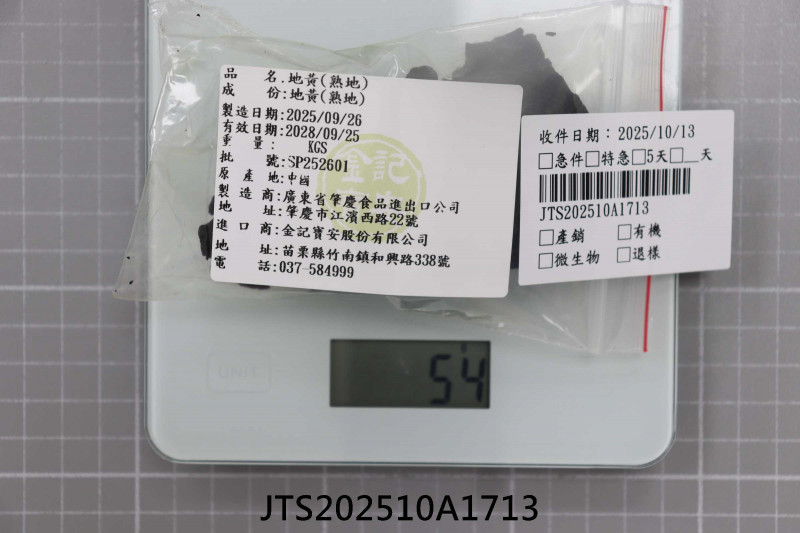 品 名:地黃(熟地)
成 份:地黃(熟地)
製造日期:2025/09/26
有效日期:2028/09/25
重 量: KGS
批 號:SP252601
原 產 地:中國
製 造 商:廣東省肇慶食品進出口公司
地 址:肇慶市江濱西路22號
進 口 商:金記寶安股份有限公司
地 址:苗栗縣竹南鎮和興路338號
電 話:037-584999
金記
收件日期：2025/10/13
□急件□特急□5天□__天
JTS202510A1713
□產銷 □有機
□微生物 □退樣
54
JTS202510A1713